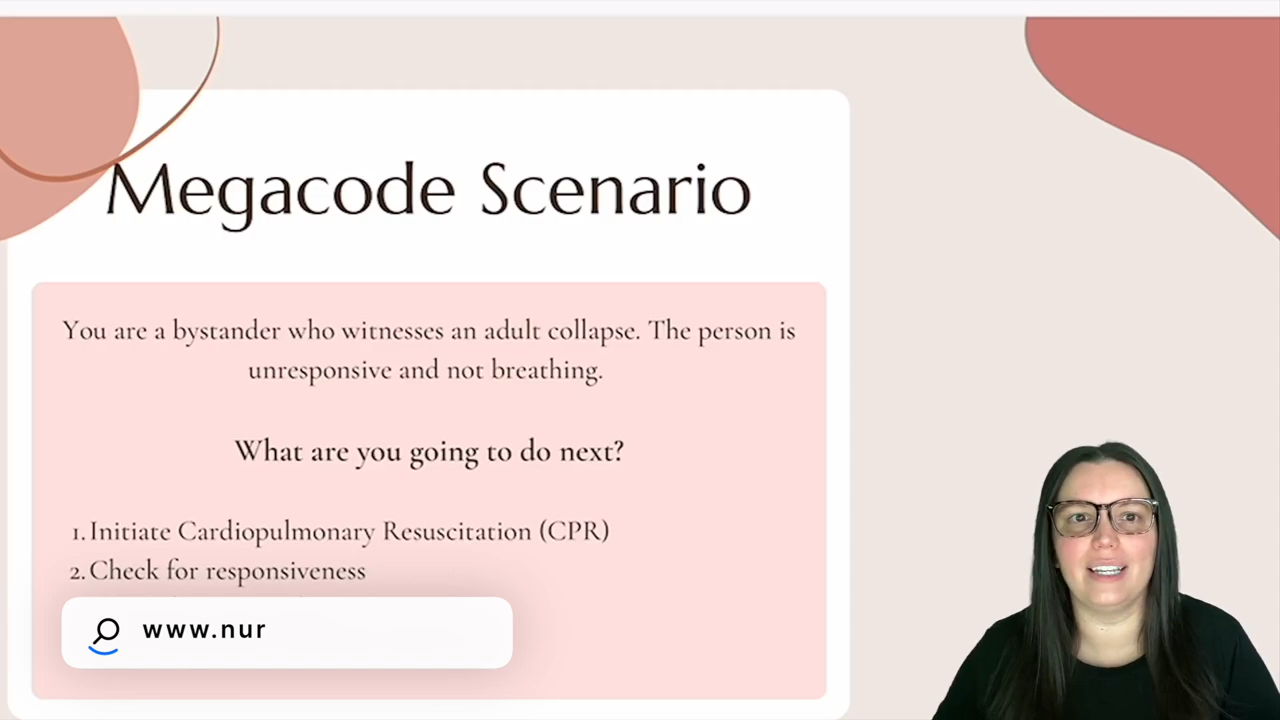 Megacode Scenario
You are a bystander who witnesses an adult collapse. The person is
unresponsive and not breathing.
What are you going to do next?
1. Initiate Cardiopulmonary Resuscitation (CPR)
2. Check for responsiveness
www.nur